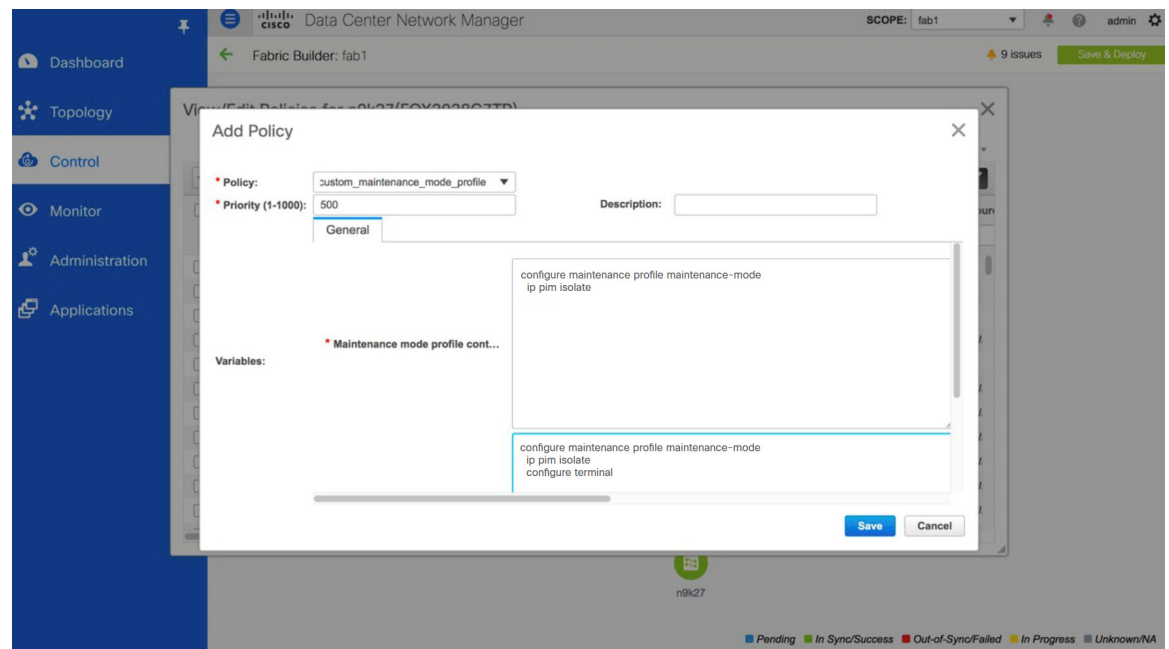 CISCO Data Center Network Manager
SCOPE: fab1
admin
Dashboard
Topology
Control
Monitor
Administration
Applications
Fabric Builder: fab1
9 issues
Save & Deploy
Add Policy
* Policy: custom_maintenance_mode_profile
* Priority (1-1000): 500
Description:
General
Variables:
* Maintenance mode profile cont...
configure maintenance profile maintenance-mode
ip pim isolate
configure maintenance profile maintenance-mode
ip pim isolate
configure terminal
Save
Cancel
n9k27
Pending In Sync/Success Out-of-Sync/Failed In Progress Unknown/NA